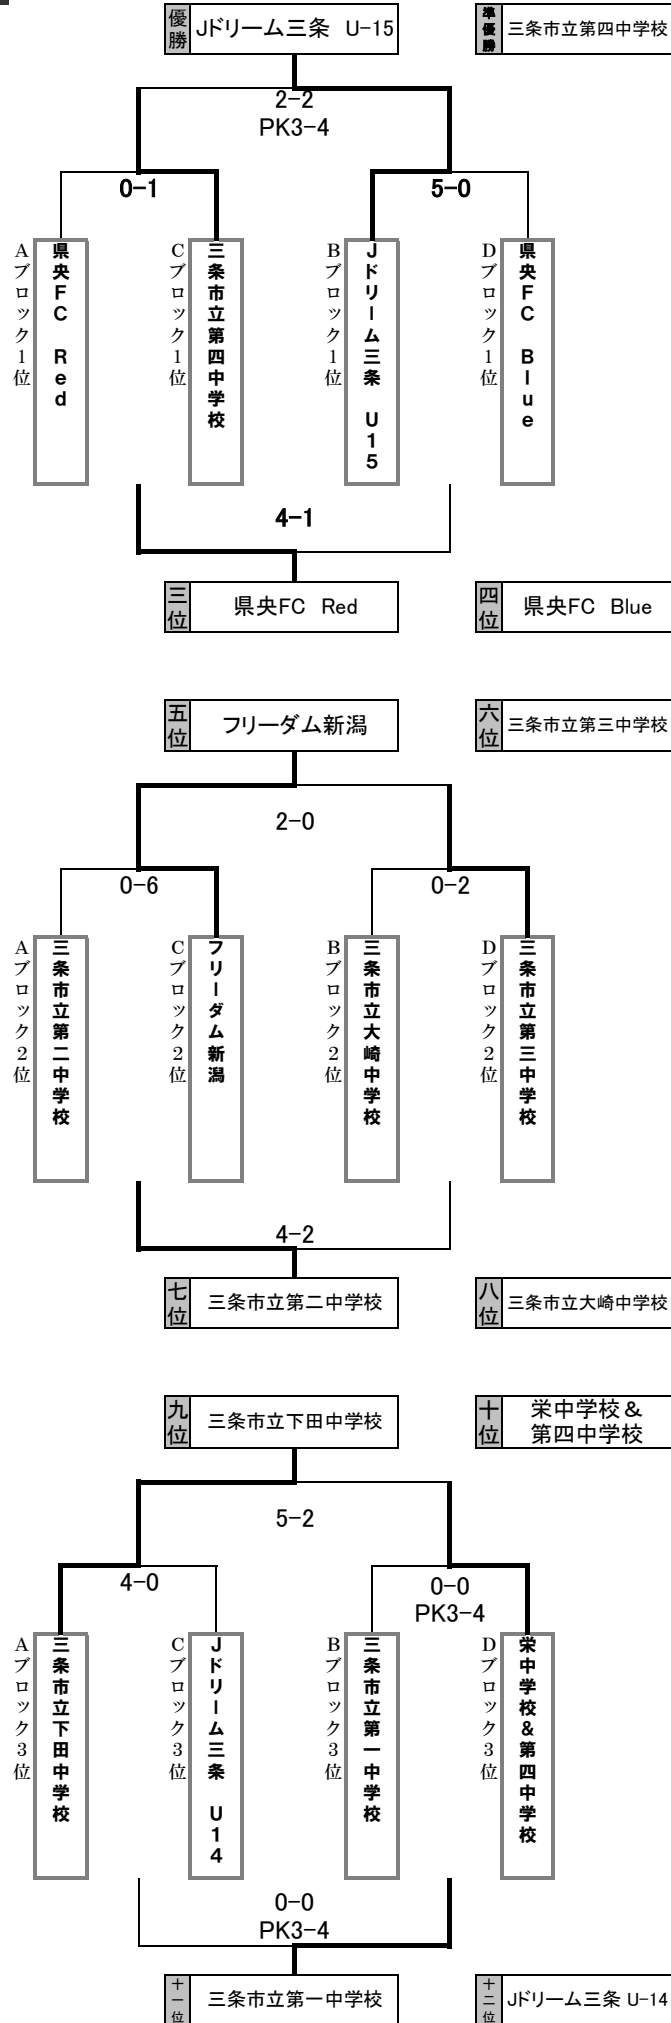 優勝 Jドリーム三条 U-15
準優勝 三条市立第四中学校
2-2
PK3-4
0-1
5-0
Aブロック1位
県央FC Red
Cブロック1位
三条市立第四中学校
Bブロック1位
Jドリーム三条 U15
Dブロック1位
県央FC Blue
4-1
三位 県央FC Red
四位 県央FC Blue
五位 フリーダム新潟
六位 三条市立第三中学校
2-0
0-6
0-2
Aブロック2位
三条市立第二中学校
Cブロック2位
フリーダム新潟
Bブロック2位
三条市立大崎中学校
Dブロック2位
三条市立第三中学校
4-2
七位 三条市立第二中学校
八位 三条市立大崎中学校
九位 三条市立下田中学校
十位 栄中学校&
第四中学校
5-2
4-0
0-0
PK3-4
Aブロック3位
三条市立下田中学校
Cブロック3位
Jドリーム三条 U14
Bブロック3位
三条市立第一中学校
Dブロック3位
栄中学校&第四中学校
0-0
PK3-4
十一位 三条市立第一中学校
十二位 Jドリーム三条 U-14